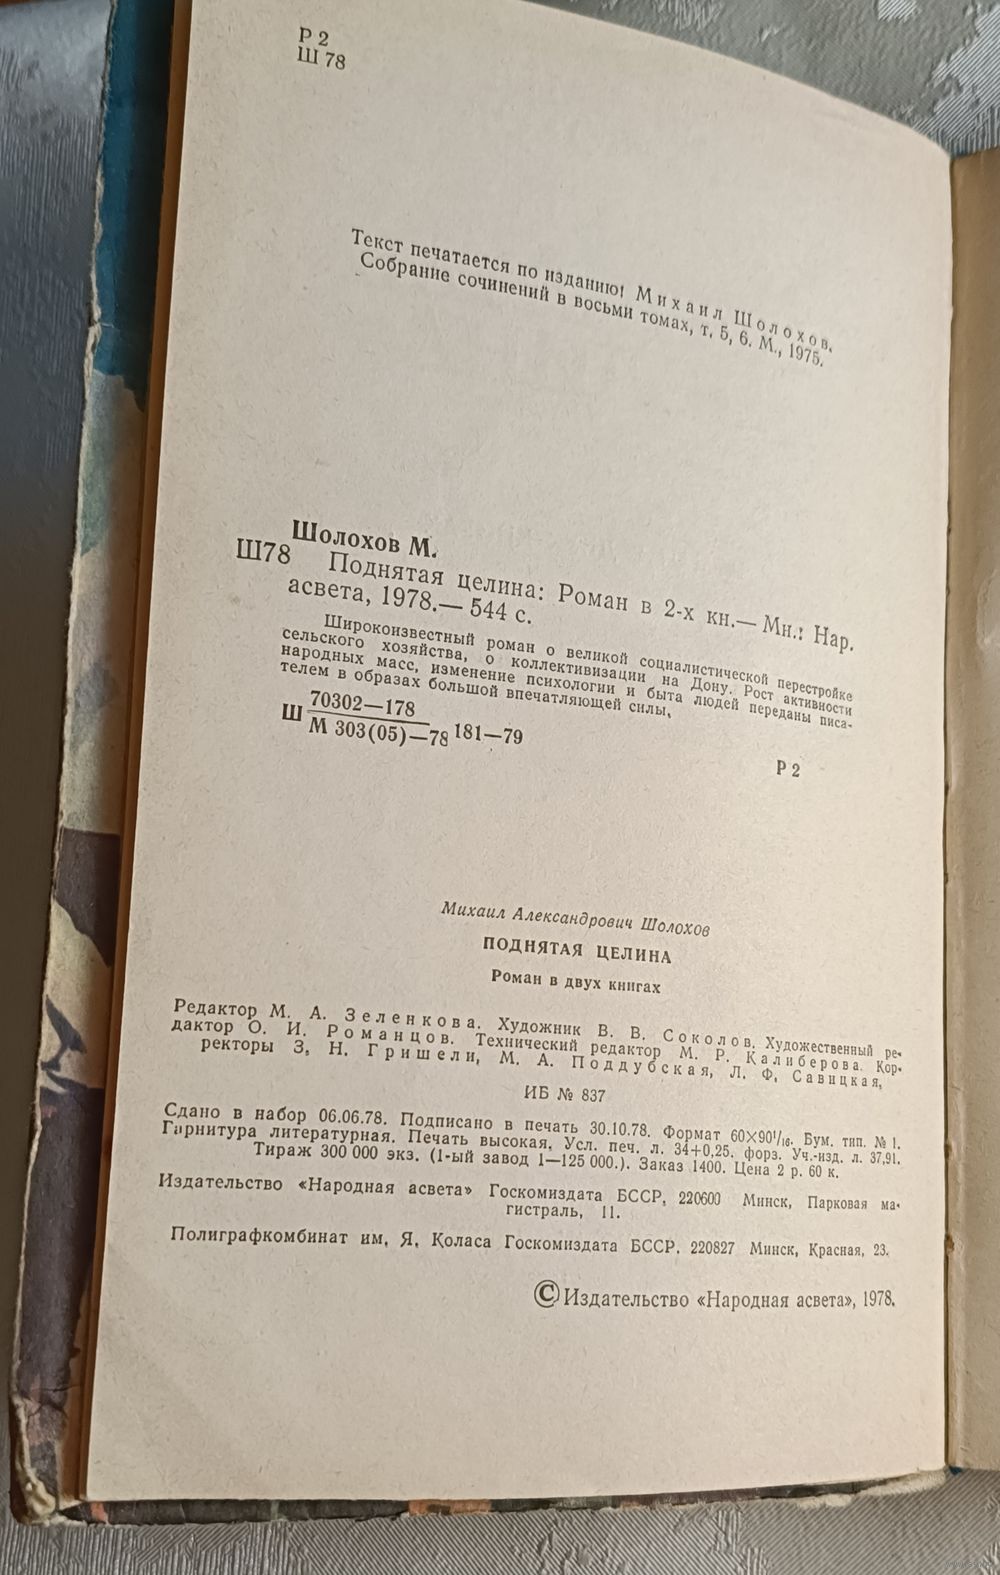 Р 2
Ш 78
Текст печатается по изданию: Михаил Шолохов.
Собрание сочинений в восьми томах, т. 5, 6. М., 1975.
Шолохов М.
Ш78 Поднятая целина: Роман в 2-х кн.— Мн.: Нар.
асвета, 1978.— 544 с.
Широкоизвестный роман о великой социалистической перестройке
сельского хозяйства, о коллективизации на Дону. Рост активности
народных масс, изменение психологии и быта людей переданы писа-
телем в образах большой впечатляющей силы.
70302—178
Ш М 303(05)—78 181—79
Р 2
Михаил Александрович Шолохов
ПОДНЯТАЯ ЦЕЛИНА
Роман в двух книгах
Редактор М. А. Зеленкова. Художник В. В. Соколов. Художественный ре-
дактор О. И. Романцов. Технический редактор М. Р. Калиберова. Кор-
ректоры З. Н. Гришели, М. А. Поддубская, Л. Ф. Савицкая.
ИБ № 837
Сдано в набор 06.06.78. Подписано в печать 30.10.78. Формат 60×90¹/₁₆. Бум. тип. № 1.
Гарнитура литературная. Печать высокая. Усл. печ. л. 34+0,25. форз. Уч.-изд. л. 37,91.
Тираж 300 000 экз. (1-ый завод 1—125 000.). Заказ 1400. Цена 2 р. 60 к.
Издательство «Народная асвета» Госкомиздата БССР, 220600 Минск, Парковая ма-
гистраль, 11.
Полиграфкомбинат им. Я. Коласа Госкомиздата БССР. 220827 Минск, Красная, 23.
© Издательство «Народная асвета», 1978.